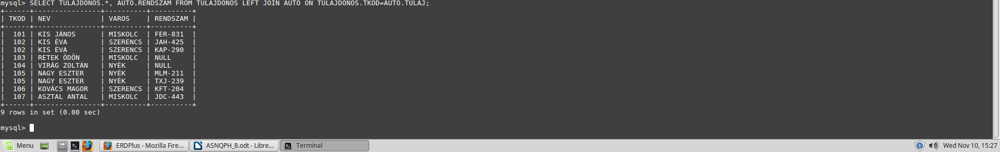 mysql> SELECT TULAJDONOS.*, AUTO.RENDSZAM FROM TULAJDONOS LEFT JOIN AUTO ON TULAJDONOS.TKOD=AUTO.TULAJ;
+------+----------------+----------+----------+
| TKOD | NEV            | VAROS    | RENDSZAM |
+------+----------------+----------+----------+
|  101 | KIS JÁNOS      | MISKOLC  | FER-831  |
|  102 | KIS ÉVA        | SZERENCS | JAH-425  |
|  102 | KIS ÉVA        | SZERENCS | KAP-290  |
|  103 | RETEK ÖDÖN     | MISKOLC  | NULL     |
|  104 | VIRÁG ZOLTÁN   | NYÉK     | NULL     |
|  105 | NAGY ESZTER    | NYÉK     | MLM-211  |
|  105 | NAGY ESZTER    | NYÉK     | TXJ-239  |
|  106 | KOVÁCS MAGOR   | SZERENCS | KFT-204  |
|  107 | ASZTAL ANTAL   | MISKOLC  | JDC-443  |
+------+----------------+----------+----------+
9 rows in set (0.00 sec)
mysql>
Menu ERDPlus - Mozilla Fire... ASNQPH_8.odt - Libre... Terminal Wed Nov 10, 15:27